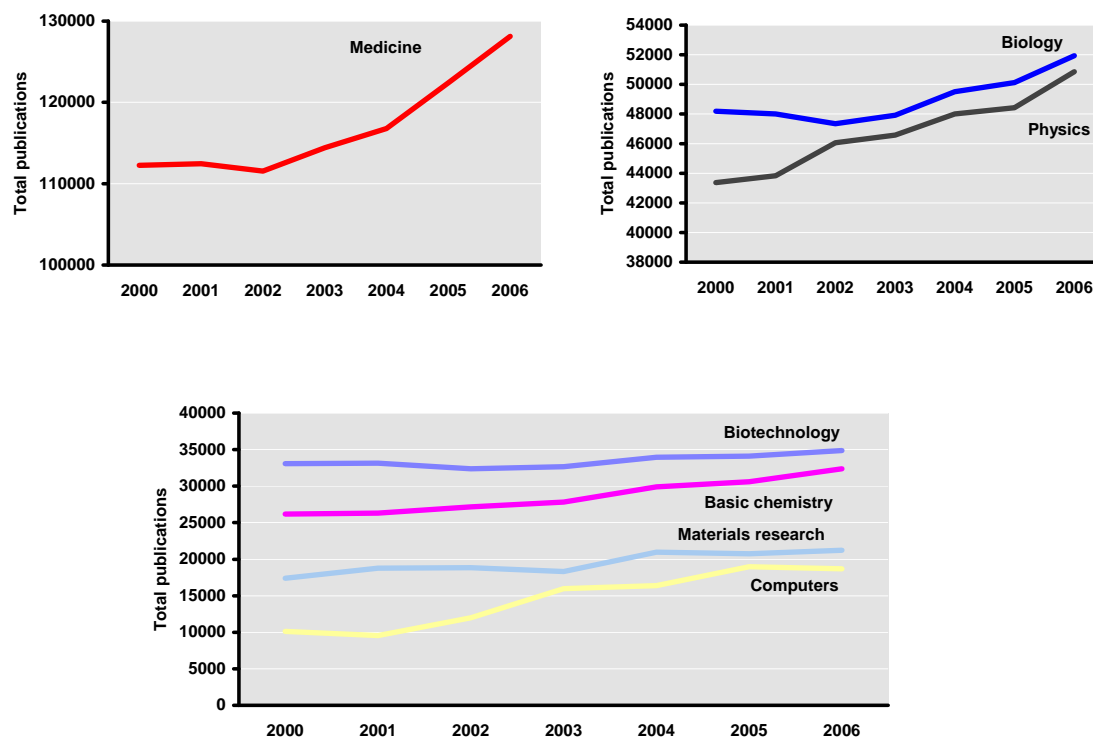 130000
Medicine
120000
110000
100000
Total publications
2000 2001 2002 2003 2004 2005 2006
54000
Biology
52000
50000
48000
Physics
46000
44000
42000
40000
38000
Total publications
2000 2001 2002 2003 2004 2005 2006
40000
Biotechnology
35000
30000
Basic chemistry
25000
Materials research
20000
Computers
15000
10000
5000
0
Total publications
2000 2001 2002 2003 2004 2005 2006